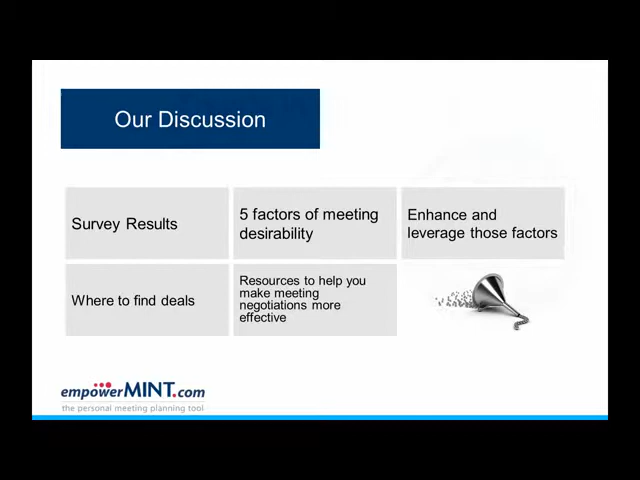 Our Discussion
Survey Results
5 factors of meeting
desirability
Enhance and
leverage those factors
Where to find deals
Resources to help you
make meeting
negotiations more
effective
empowerMINT.com
the personal meeting planning tool